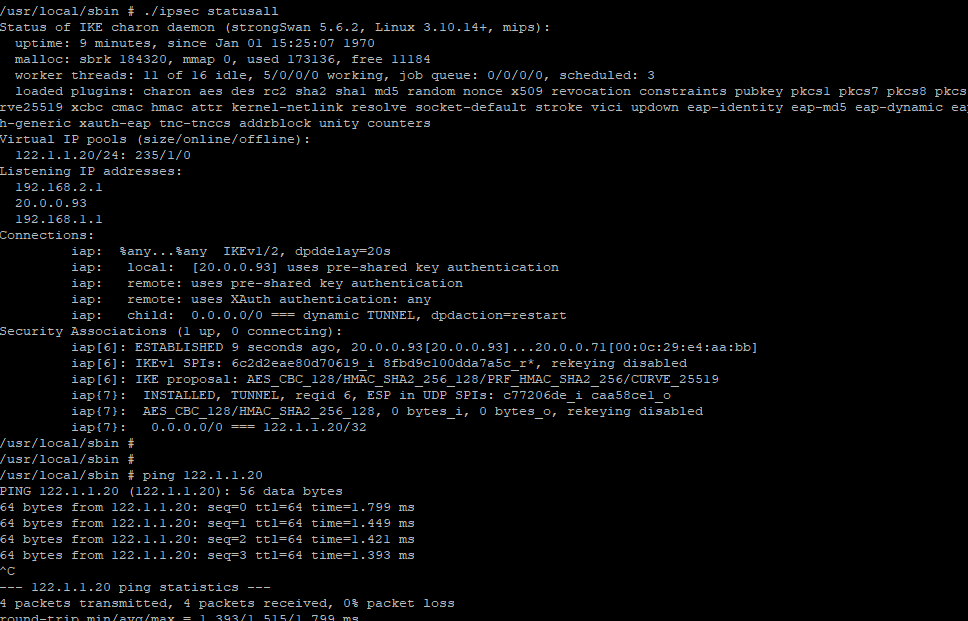 /usr/local/sbin # ./ipsec statusall
Status of IKE charon daemon (strongSwan 5.6.2, Linux 3.10.14+, mips):
  uptime: 9 minutes, since Jan 01 15:25:07 1970
  malloc: sbrk 184320, mmap 0, used 173136, free 11184
  worker threads: 11 of 16 idle, 5/0/0/0 working, job queue: 0/0/0/0, scheduled: 3
  loaded plugins: charon aes des rc2 sha2 sha1 md5 random nonce x509 revocation constraints pubkey pkcs1 pkcs7 pkcs8 pkcs
rve25519 xcbc cmac hmac attr kernel-netlink resolve socket-default stroke vici updown eap-identity eap-md5 eap-dynamic ea
h-generic xauth-eap tnc-tnccs addrblock unity counters
Virtual IP pools (size/online/offline):
  122.1.1.20/24: 235/1/0
Listening IP addresses:
  192.168.2.1
  20.0.0.93
  192.168.1.1
Connections:
         iap:  %any...%any  IKEv1/2, dpddelay=20s
         iap:   local:  [20.0.0.93] uses pre-shared key authentication
         iap:   remote: uses pre-shared key authentication
         iap:   remote: uses XAuth authentication: any
         iap:   child:  0.0.0.0/0 === dynamic TUNNEL, dpdaction=restart
Security Associations (1 up, 0 connecting):
         iap[6]: ESTABLISHED 9 seconds ago, 20.0.0.93[20.0.0.93]...20.0.0.71[00:0c:29:e4:aa:bb]
         iap[6]: IKEv1 SPIs: 6c2d2eae80d70619_i 8fbd9c100dda7a5c_r*, rekeying disabled
         iap[6]: IKE proposal: AES_CBC_128/HMAC_SHA2_256_128/PRF_HMAC_SHA2_256/CURVE_25519
         iap{7}:  INSTALLED, TUNNEL, reqid 6, ESP in UDP SPIs: c77206de_i caa58ce1_o
         iap{7}:  AES_CBC_128/HMAC_SHA2_256_128, 0 bytes_i, 0 bytes_o, rekeying disabled
         iap{7}:   0.0.0.0/0 === 122.1.1.20/32
/usr/local/sbin #
/usr/local/sbin #
/usr/local/sbin # ping 122.1.1.20
PING 122.1.1.20 (122.1.1.20): 56 data bytes
64 bytes from 122.1.1.20: seq=0 ttl=64 time=1.799 ms
64 bytes from 122.1.1.20: seq=1 ttl=64 time=1.449 ms
64 bytes from 122.1.1.20: seq=2 ttl=64 time=1.421 ms
64 bytes from 122.1.1.20: seq=3 ttl=64 time=1.393 ms
^C
--- 122.1.1.20 ping statistics ---
4 packets transmitted, 4 packets received, 0% packet loss
round-trip min/avg/max = 1.393/1.515/1.799 ms